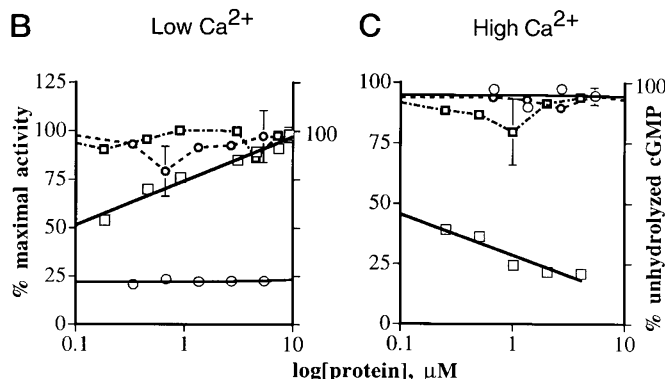 B Low Ca2+
C High Ca2+
% maximal activity
125
100
75
50
25
0
100
0.1 1 10
100
75
50
25
0
100
0.1 1 10
% unhydrolyzed cGMP
log[protein], μM